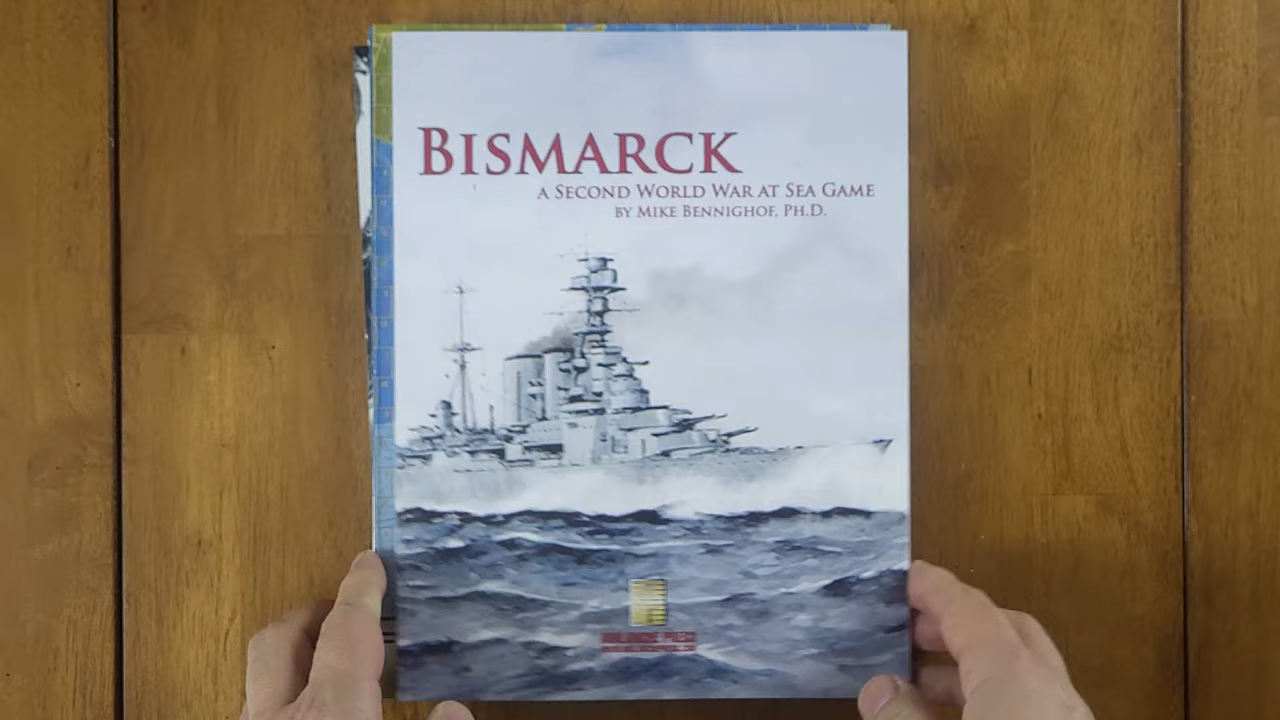 BISMARCK
A SECOND WORLD WAR AT SEA GAME
BY MIKE BENNIGHOF, PH.D.